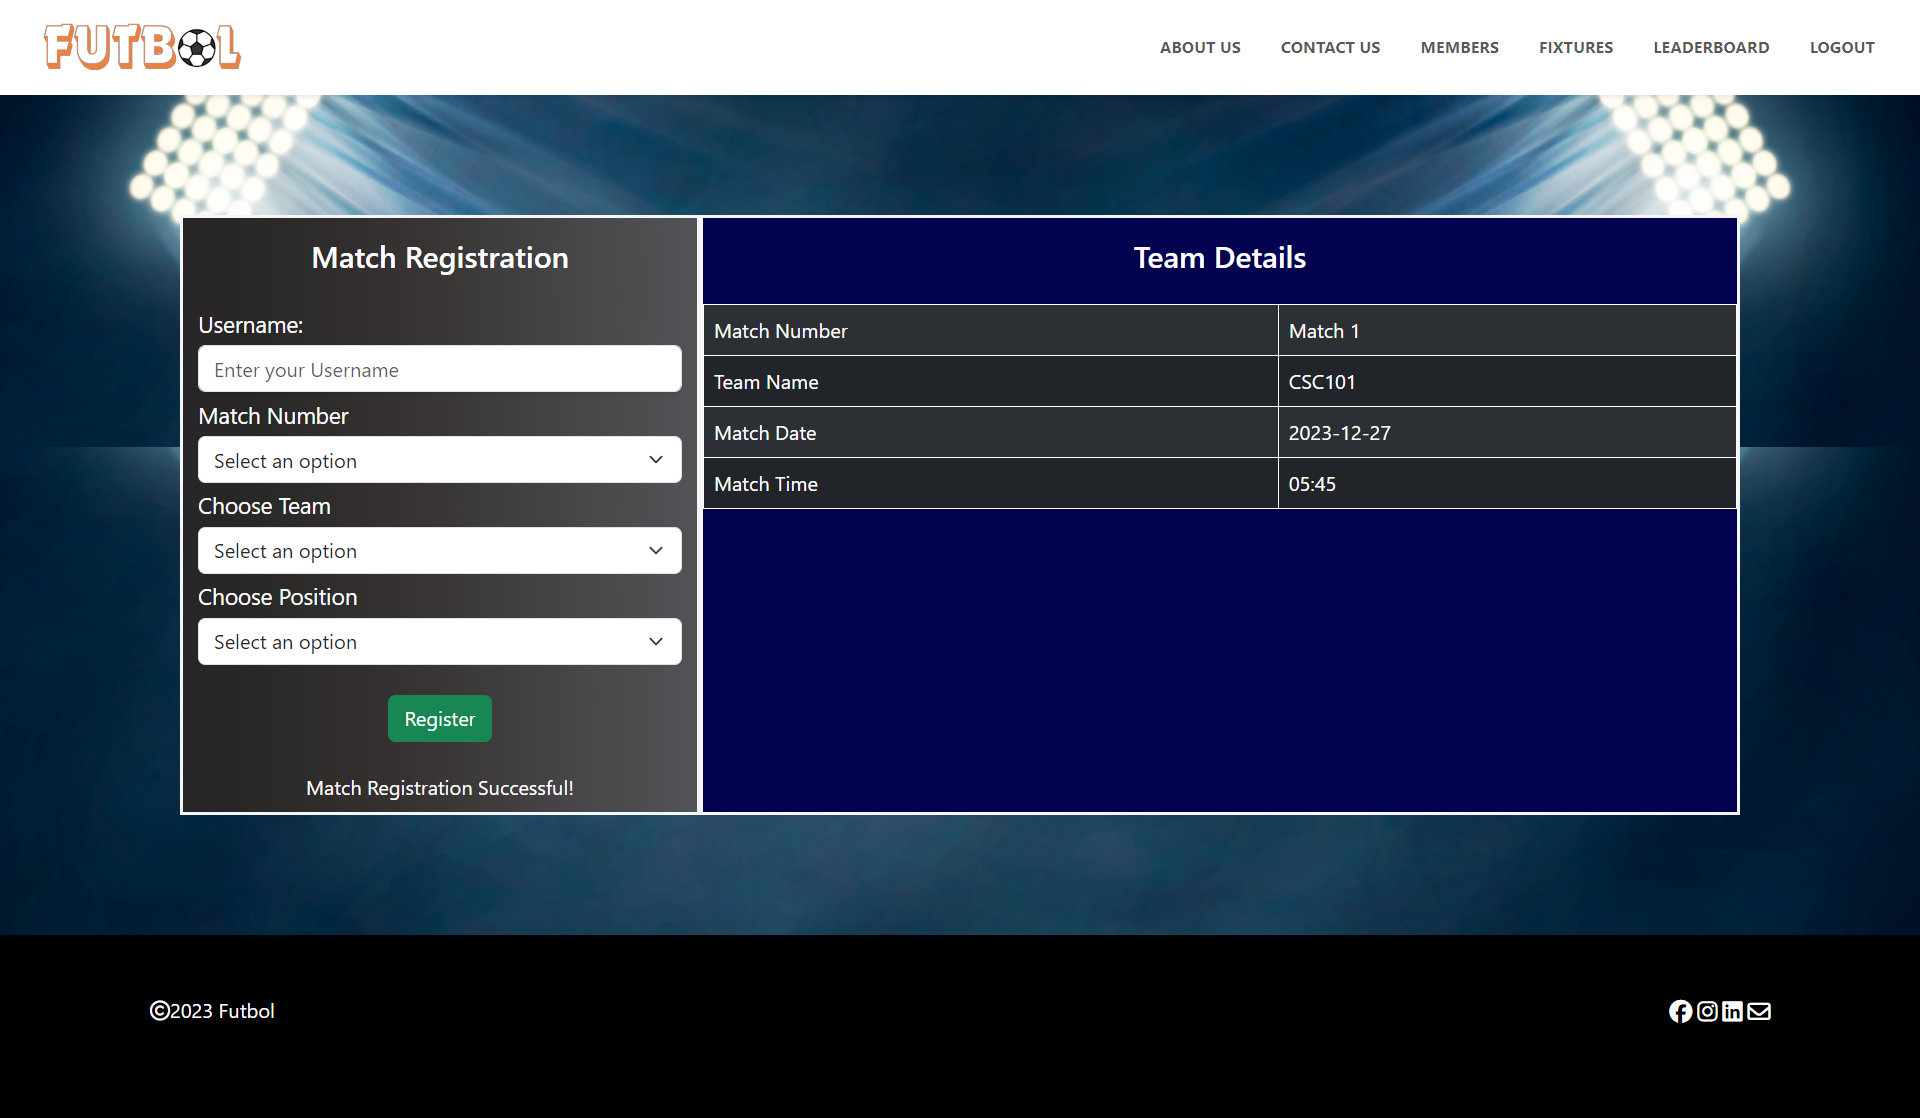 FUTBOL
ABOUT US CONTACT US MEMBERS FIXTURES LEADERBOARD LOGOUT
Match Registration
Username:
Enter your Username
Match Number
Select an option
Choose Team
Select an option
Choose Position
Select an option
Register
Match Registration Successful!
Team Details
Match Number Match 1
Team Name CSC101
Match Date 2023-12-27
Match Time 05:45
©2023 Futbol